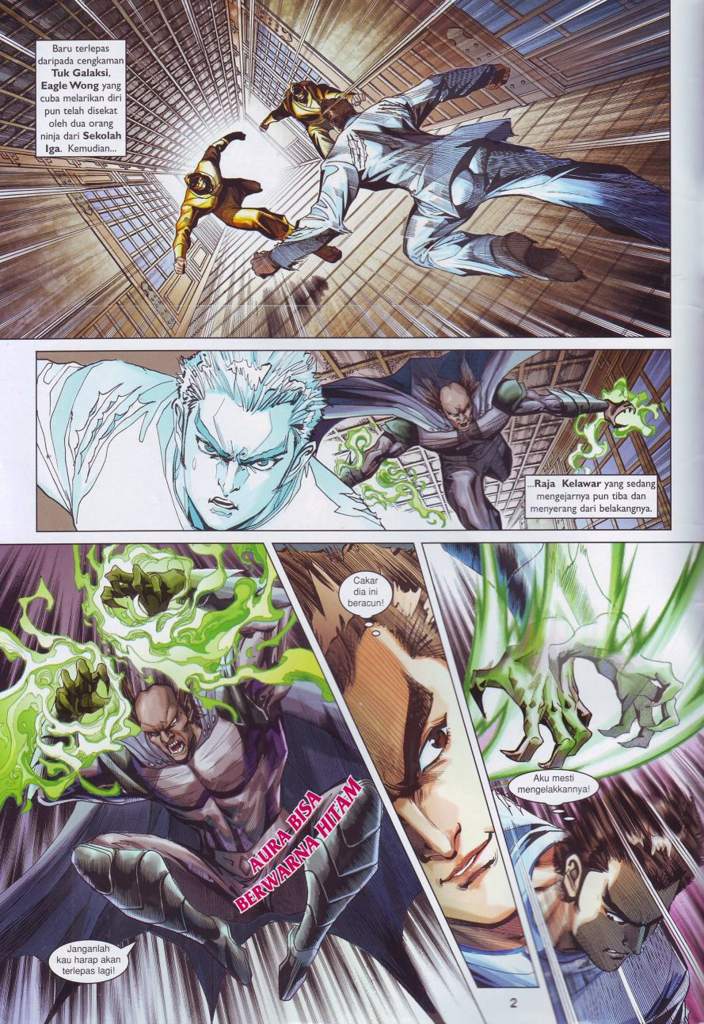 Baru terlepas
daripada cengkaman
Tuk Galaksi,
Eagle Wong yang
cuba melarikan diri
pun telah disekat
oleh dua orang
ninja dari Sekolah
Iga. Kemudian...
...Raja Kelawar yang sedang
mengejarnya pun tiba dan
menyerang dari belakangnya.
AURA BISA
BERWARNA HITAM
Janganlah
kau harap akan
terlepas lagi!
Cakar
dia ini
beracun!
Aku mesti
mengelakkannya!
2